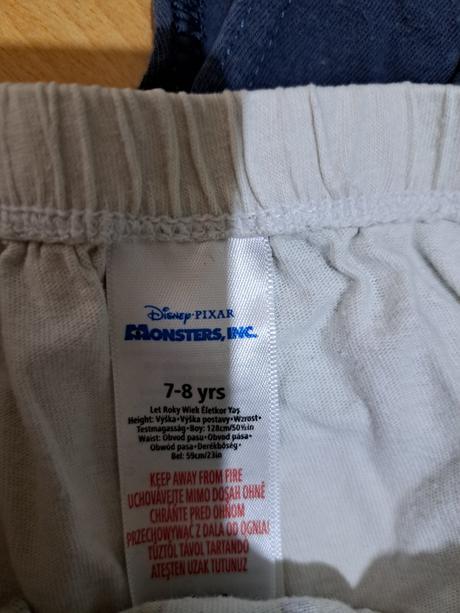 Disney·PIXAR
MONSTERS, INC.
7-8 yrs
Let Roky Wiek Életkor Yaş
Height: Výška•Výška postavy•Wzrost•
Testmagasság•Boy: 128cm/50½in
Waist: Obvod pasu•Obvod pása•
Obwód pasa•Derékbőség•
Bel: 59cm/23in
KEEP AWAY FROM FIRE
UCHOVÁVEJTE MIMO DOSAH OHNĚ
CHRÁŇTE PRED OHŇOM
PRZECHOWYWAĆ Z DALA OD OGNIA!
TŰZTŐL TÁVOL TARTANDÓ
ATEŞTEN UZAK TUTUNUZ